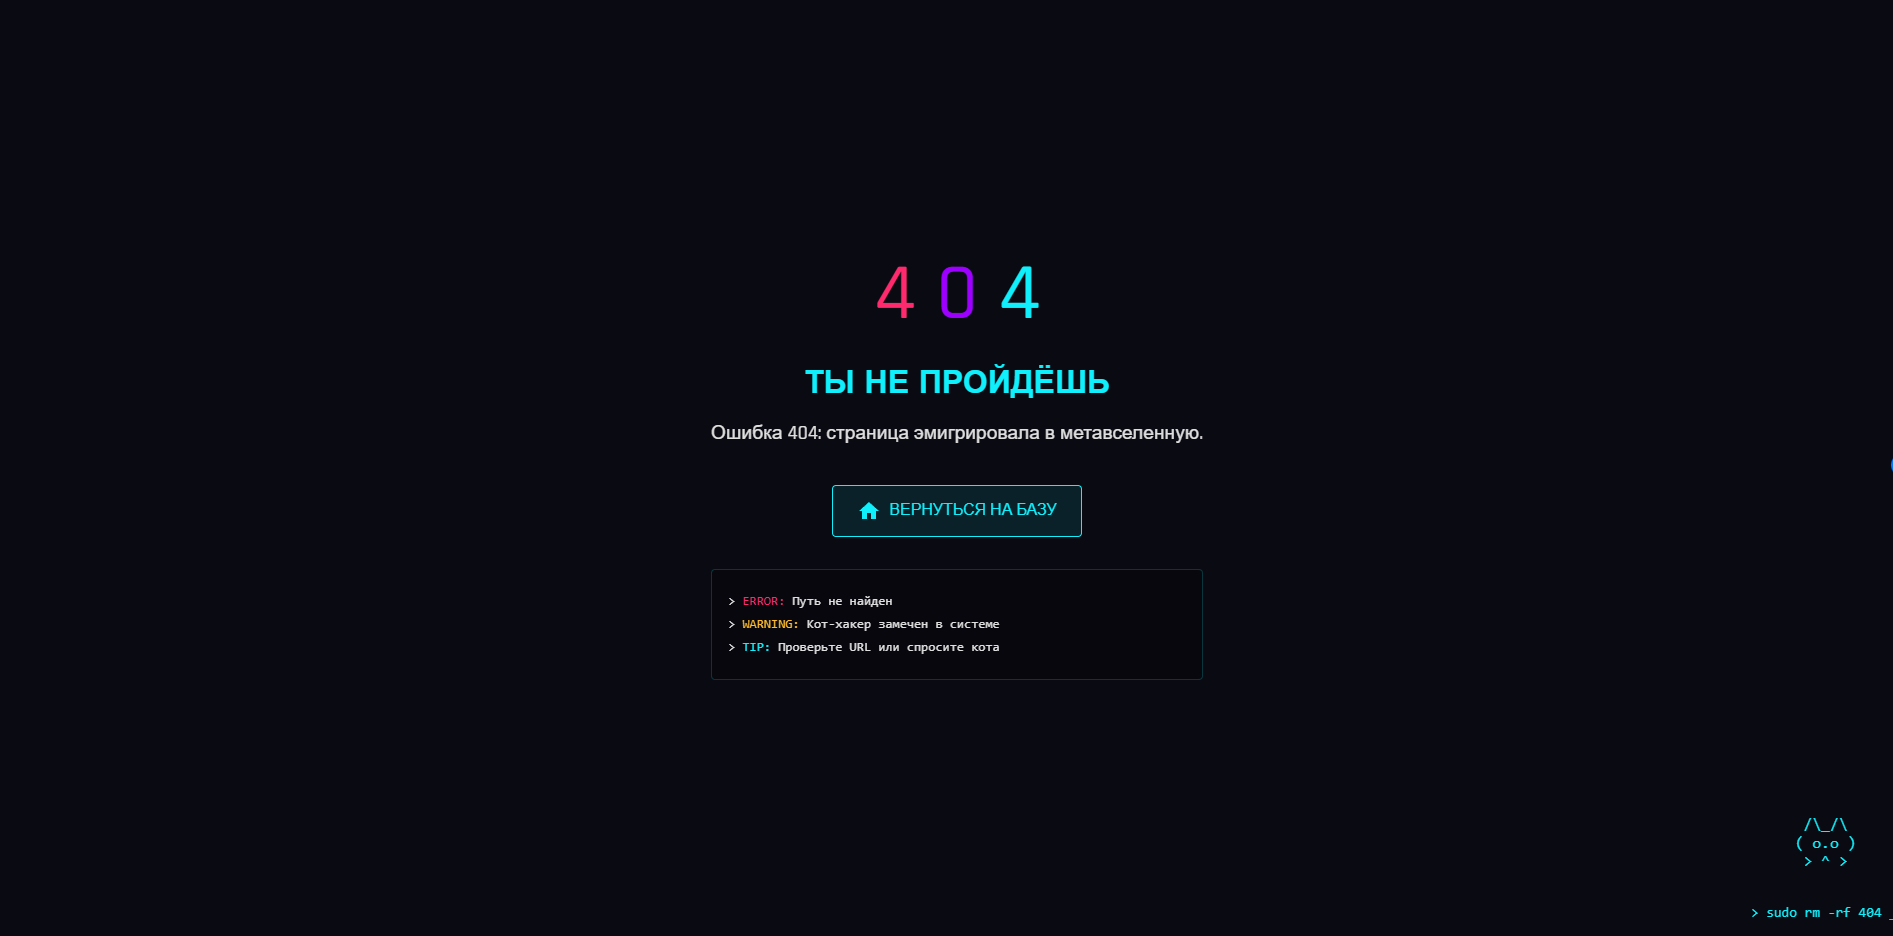 4 0 4
ТЫ НЕ ПРОЙДЁШЬ
Ошибка 404: страница эмигрировала в метавселенную.
ВЕРНУТЬСЯ НА БАЗУ
> ERROR: Путь не найден
> WARNING: Кот-хакер замечен в системе
> TIP: Проверьте URL или спросите кота
/\_/\
( o.o )
> ^ >
> sudo rm -rf 404 _